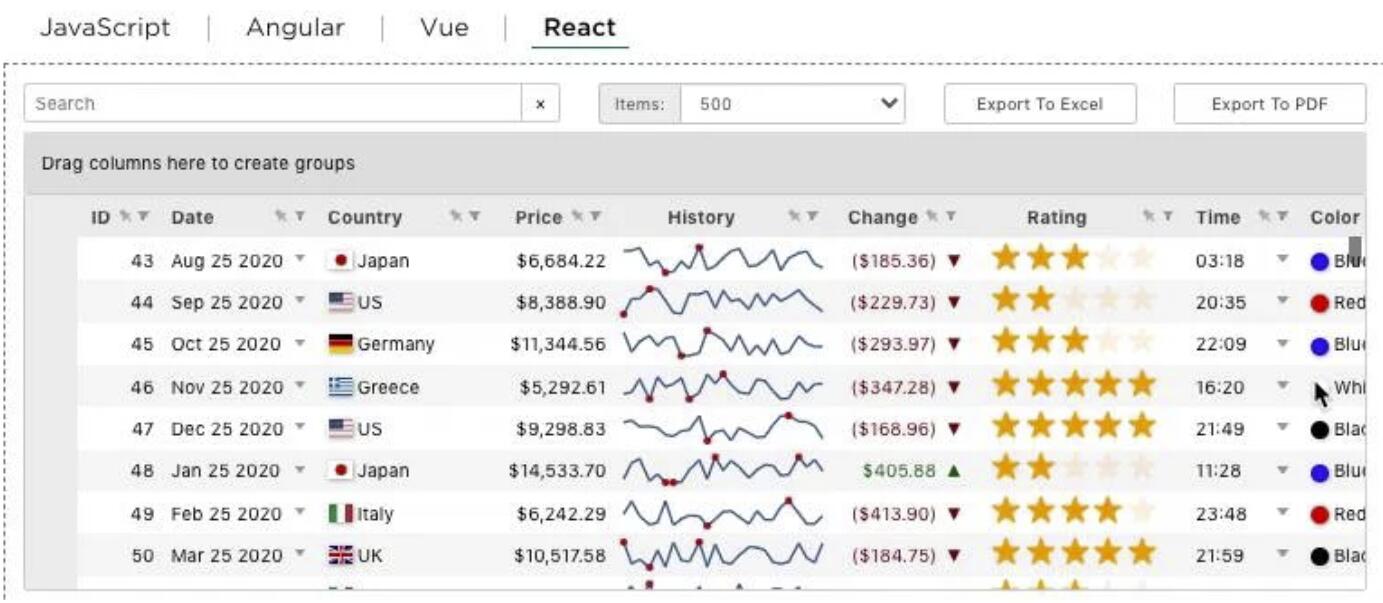 JavaScript | Angular | Vue | React
Search × Items: 500 Export To Excel Export To PDF
Drag columns here to create groups
ID Date Country Price History Change Rating Time Color
43 Aug 25 2020 Japan $6,684.22 ($185.36) 03:18 Blue
44 Sep 25 2020 US $8,388.90 ($229.73) 20:35 Red
45 Oct 25 2020 Germany $11,344.56 ($293.97) 22:09 Blue
46 Nov 25 2020 Greece $5,292.61 ($347.28) 16:20 Whi
47 Dec 25 2020 US $9,298.83 ($168.96) 21:49 Blac
48 Jan 25 2020 Japan $14,533.70 $405.88 11:28 Blue
49 Feb 25 2020 Italy $6,242.29 ($413.90) 23:48 Red
50 Mar 25 2020 UK $10,517.58 ($184.75) 21:59 Blac